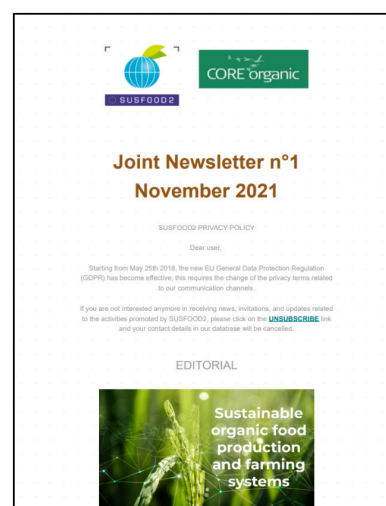 SUSFOOD2
CORE organic
Joint Newsletter n°1
November 2021
SUSFOOD2 PRIVACY POLICY
Dear user,
Starting from May 25th 2018, the new EU General Data Protection Regulation
(GDPR) has become effective; this requires the change of the privacy terms related
to our communication channels.
If you are not interested anymore in receiving news, invitations, and updates related
to the activities promoted by SUSFOOD2, please click on the UNSUBSCRIBE link
and your contact details in our database will be cancelled.
EDITORIAL
Sustainable
organic food
production
and farming
systems